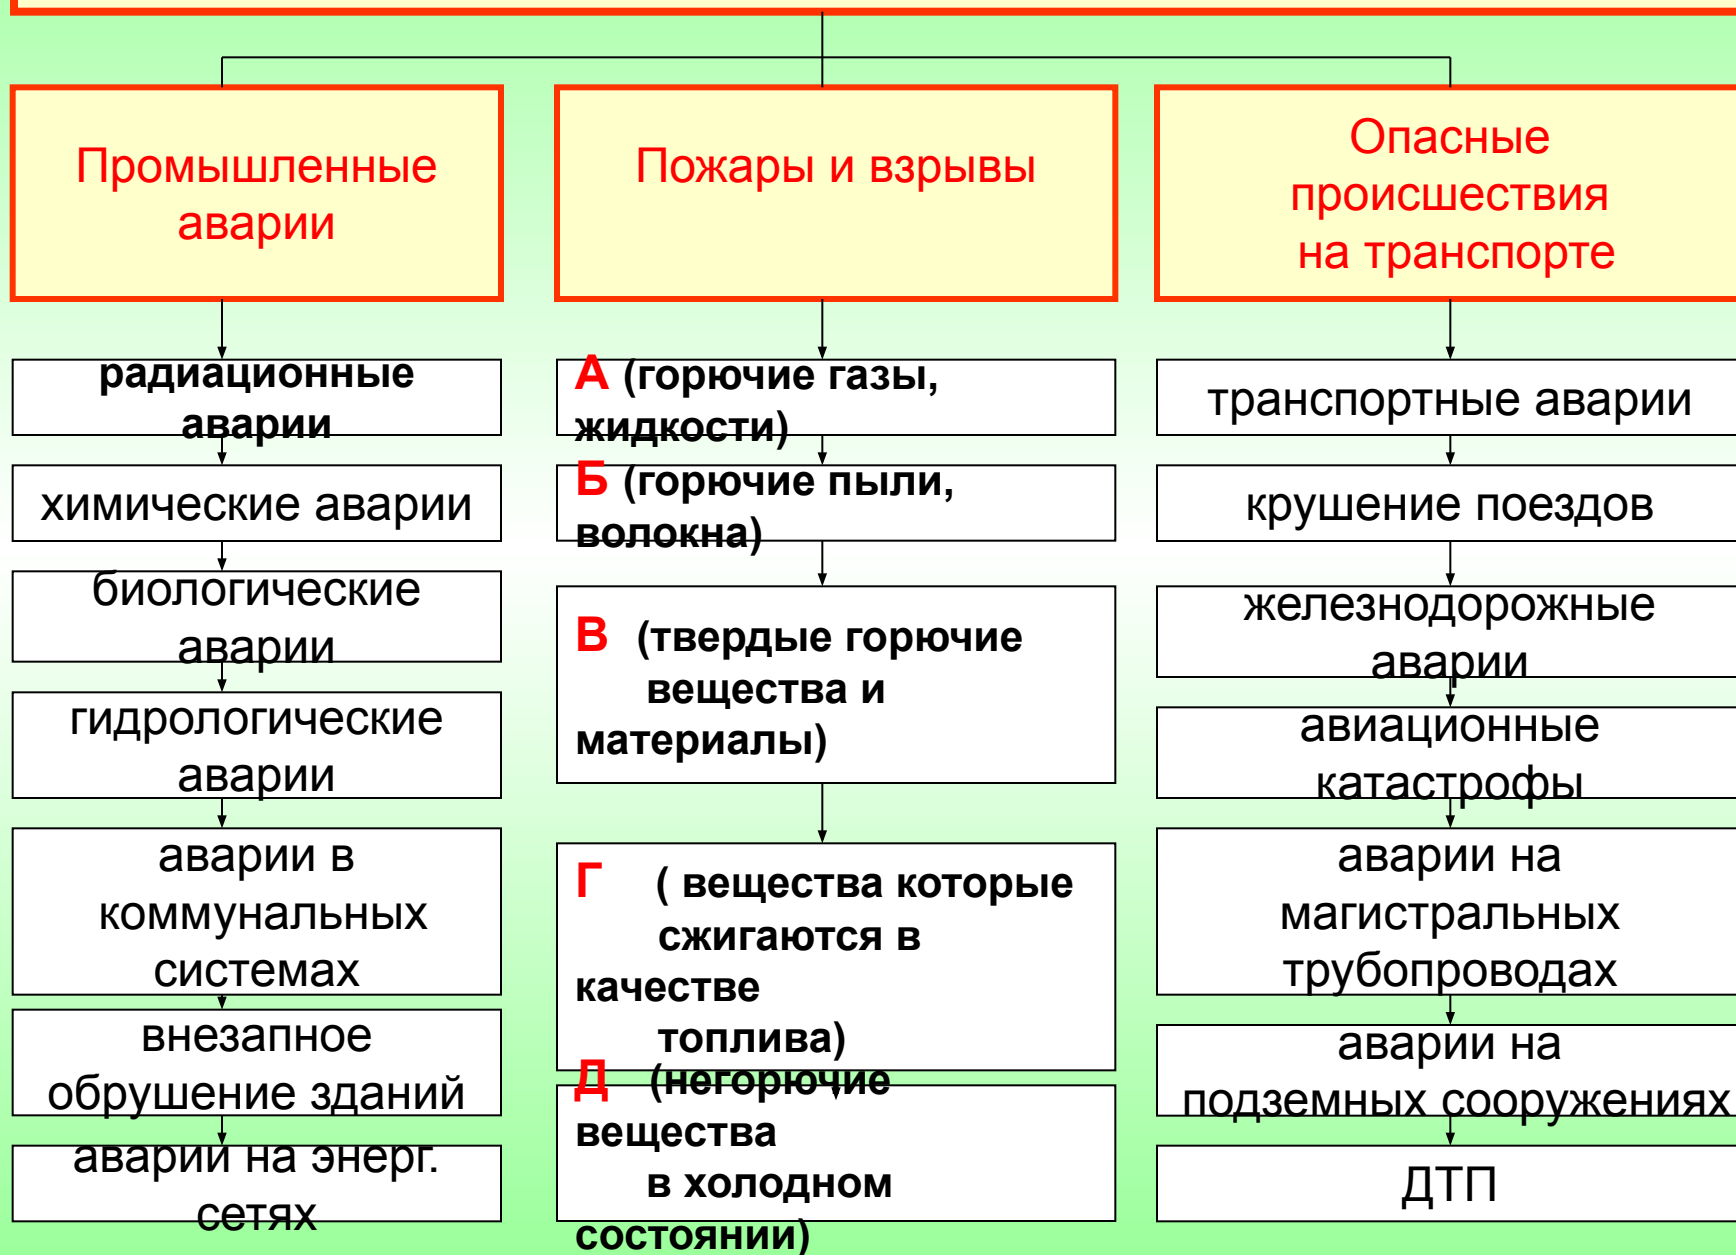 Промышленные
аварии
радиационные
аварии
химические аварии
биологические
аварии
гидрологические
аварии
аварии в
коммунальных
системах
внезапное
обрушение зданий
аварии на энерг.
сетях
Пожары и взрывы
А (горючие газы,
жидкости)
Б (горючие пыли,
волокна)
В (твердые горючие
вещества и
материалы)
Г ( вещества которые
сжигаются в
качестве
топлива)
Д (негорючие
вещества
в холодном
состоянии)
Опасные
происшествия
на транспорте
транспортные аварии
крушение поездов
железнодорожные
аварии
авиационные
катастрофы
аварии на
магистральных
трубопроводах
аварии на
подземных сооружениях
ДТП